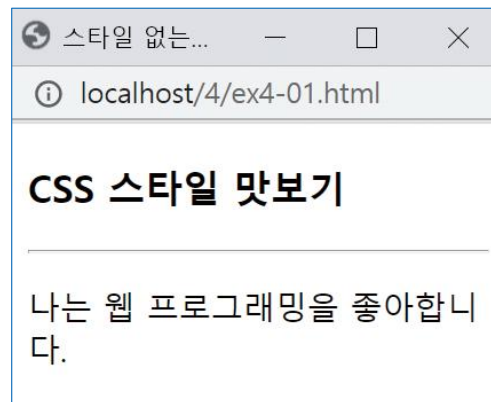 스타일 없는...
localhost/4/ex4-01.html
CSS 스타일 맛보기
나는 웹 프로그래밍을 좋아합니
다.